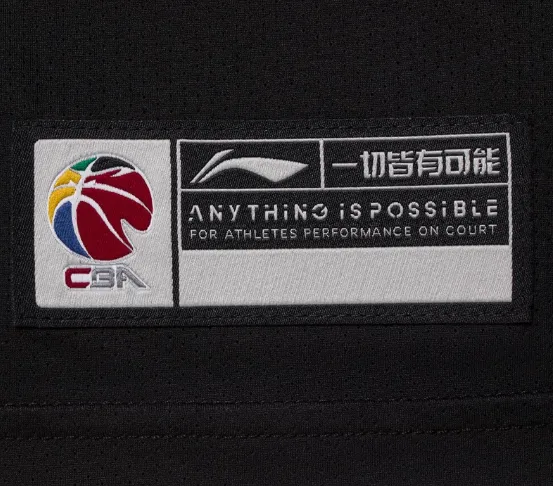 CBA
一切皆有可能
ANYTHING iS POSSiBLE
FOR ATHLETES PERFORMANCE ON COURT